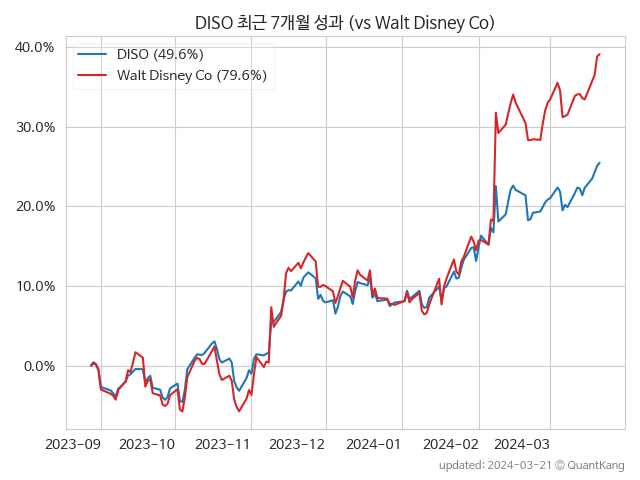 DISO 최근 7개월 성과 (vs Walt Disney Co)
DISO (49.6%)
Walt Disney Co (79.6%)
40.0%
30.0%
20.0%
10.0%
0.0%
2023-09 2023-10 2023-11 2023-12 2024-01 2024-02 2024-03
updated: 2024-03-21 © QuantKang